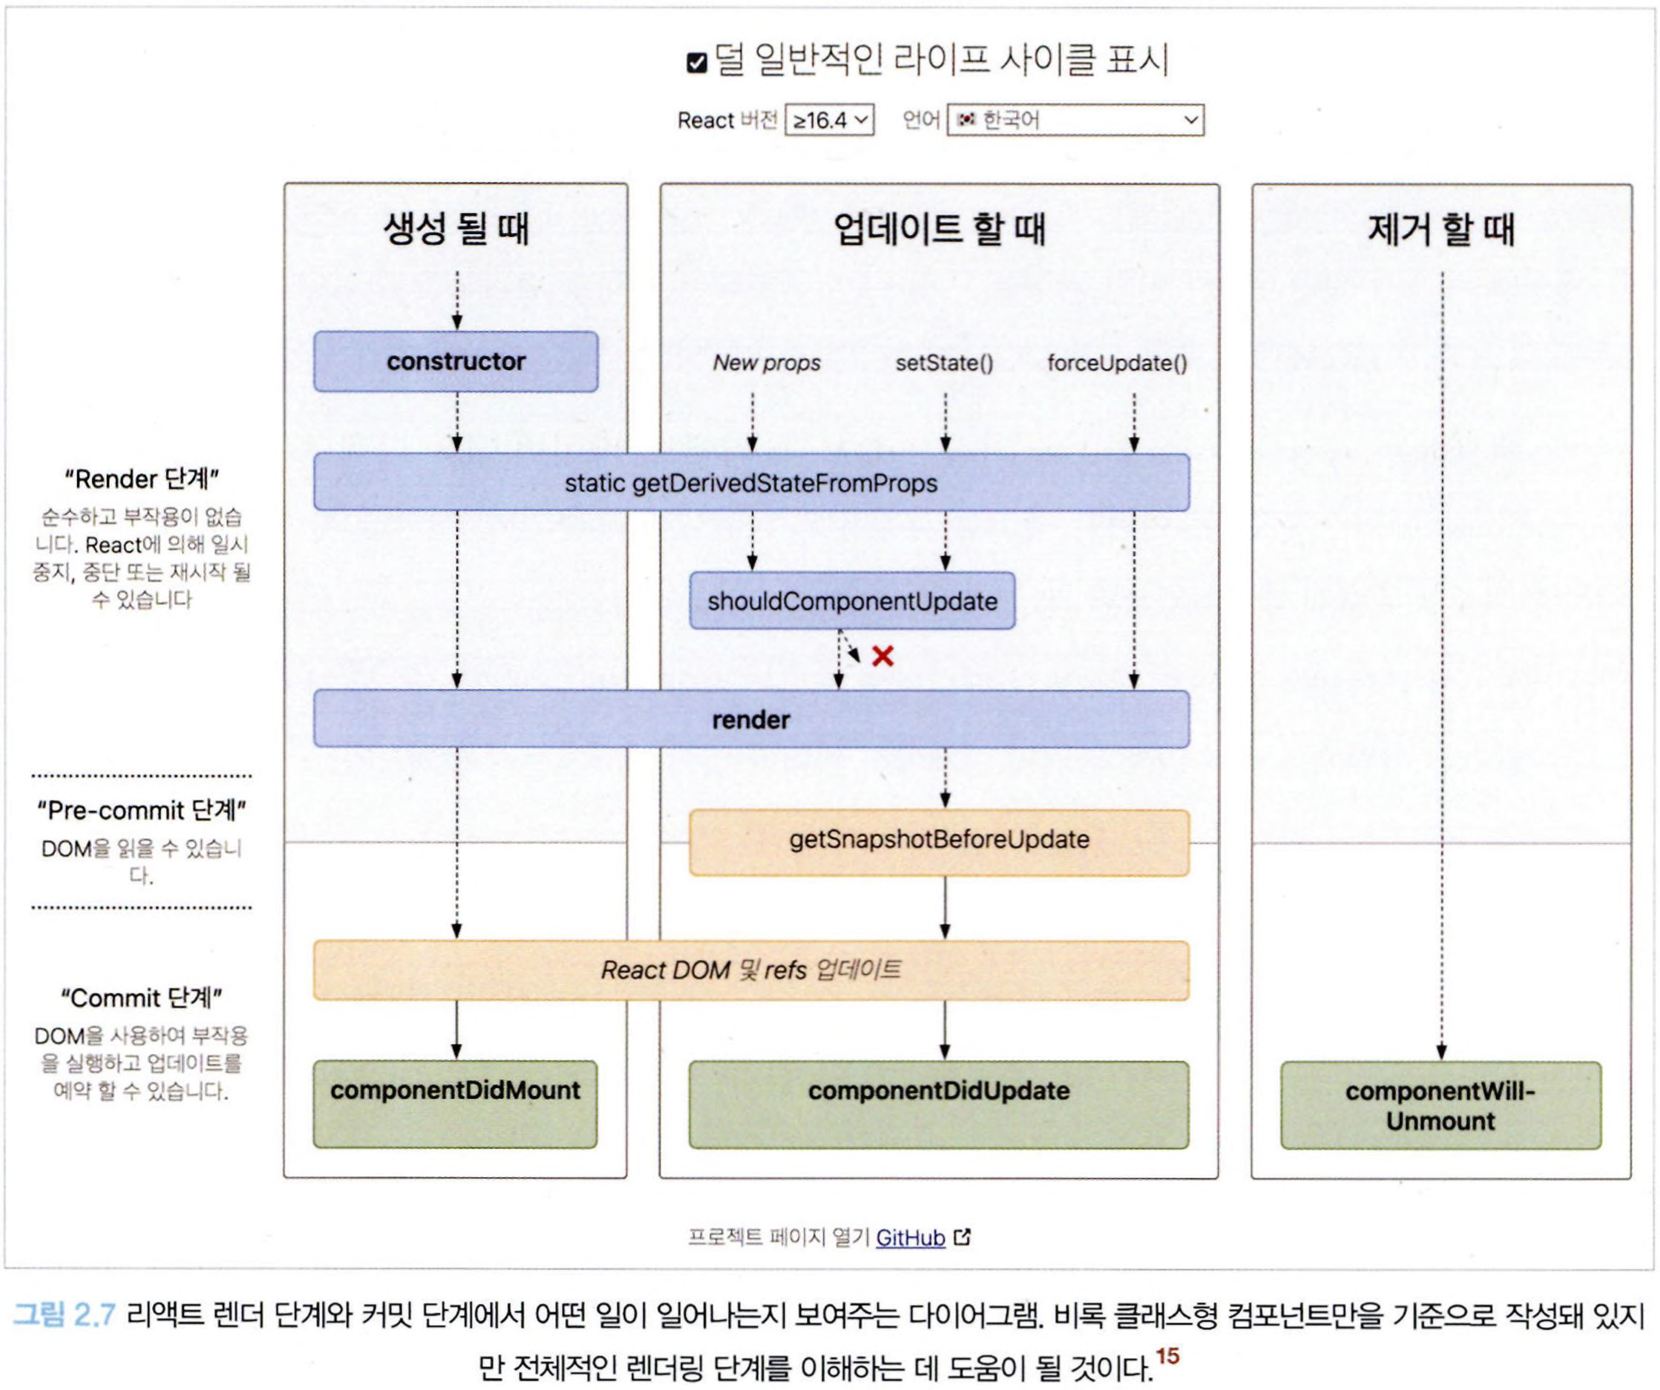 덜 일반적인 라이프 사이클 표시
React 버전 ≥16.4 언어 한국어
생성 될 때
업데이트 할 때
제거 할 때
constructor
New props
setState()
forceUpdate()
static getDerivedStateFromProps
shouldComponentUpdate
render
getSnapshotBeforeUpdate
React DOM 및 refs 업데이트
componentDidMount
componentDidUpdate
componentWill-
Unmount
“Render 단계”
순수하고 부작용이 없습
니다. React에 의해 일시
중지, 중단 또는 재시작 될
수 있습니다
“Pre-commit 단계”
DOM을 읽을 수 있습니
다.
“Commit 단계”
DOM을 사용하여 부작용
을 실행하고 업데이트를
예약 할 수 있습니다.
프로젝트 페이지 열기 GitHub
그림 2.7 리액트 렌더 단계와 커밋 단계에서 어떤 일이 일어나는지 보여주는 다이어그램. 비록 클래스형 컴포넌트만을 기준으로 작성돼 있지
만 전체적인 렌더링 단계를 이해하는 데 도움이 될 것이다.15